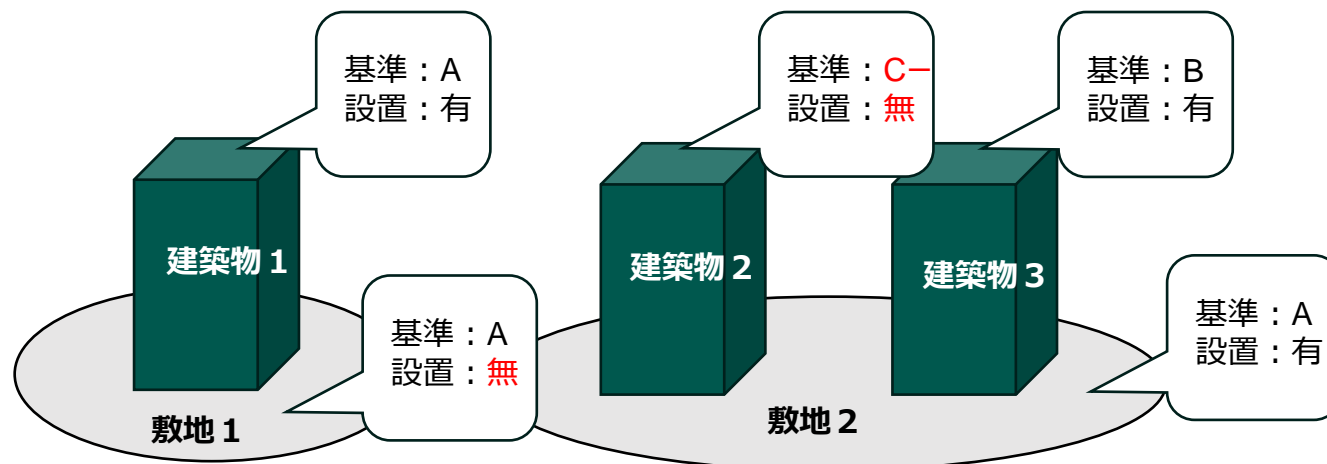 基準：A
設置：有
基準：C−
設置：無
基準：B
設置：有
建築物１
建築物２
建築物３
基準：A
設置：無
基準：A
設置：有
敷地１
敷地２